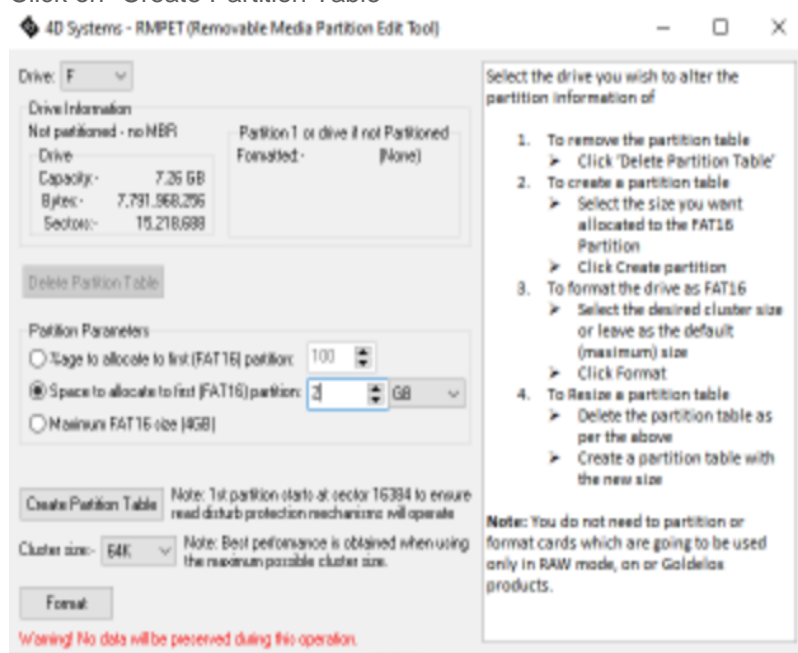 Click on "Create Partition Table"
4D Systems - RMPET (Removable Media Partition Edit Tool)
Drive: F
Drive Information
Not partitioned - no MBR
Drive
Capacity:- 7.26 GB
Bytes:- 7,791,968,256
Sectors:- 15,218,688
Partition 1 or drive if not Partitioned
Formatted:- (None)
Delete Partition Table
Partition Parameters
%age to allocate to first (FAT16) partition: 100
Space to allocate to first (FAT16) partition: 2 GB
Maximum FAT16 size (4GB)
Create Partition Table
Note: 1st partition starts at sector 16384 to ensure
read disturb protection mechanisms will operate
Cluster size:- 64K
Note: Best performance is obtained when using
the maximum possible cluster size.
Format
Warning! No data will be preserved during this operation.
Select the drive you wish to alter the
partition information of
1. To remove the partition table
➢ Click 'Delete Partition Table'
2. To create a partition table
➢ Select the size you want
allocated to the FAT16
Partition
➢ Click Create partition
3. To format the drive as FAT16
➢ Select the desired cluster size
or leave as the default
(maximum) size
➢ Click Format
4. To Resize a partition table
➢ Delete the partition table as
per the above
➢ Create a partition table with
the new size
Note: You do not need to partition or
format cards which are going to be used
only in RAW mode, on or Goldelox
products.